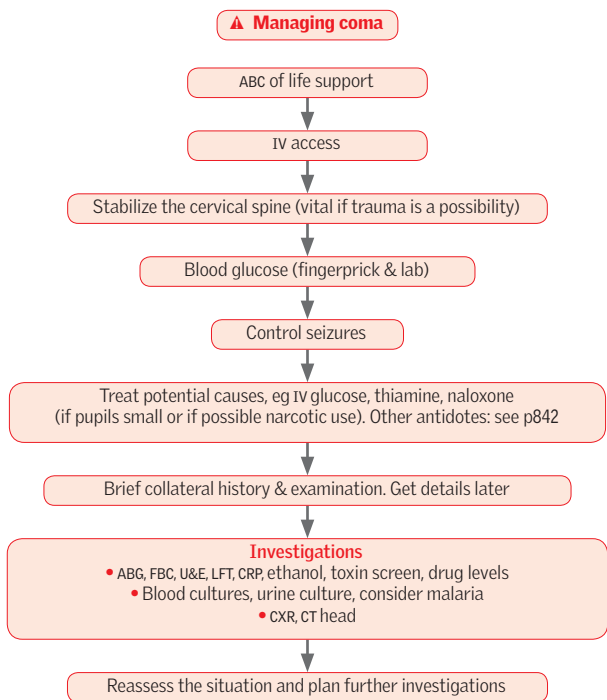 Managing coma
ABC of life support
IV access
Stabilize the cervical spine (vital if trauma is a possibility)
Blood glucose (fingerprick & lab)
Control seizures
Treat potential causes, eg IV glucose, thiamine, naloxone
(if pupils small or if possible narcotic use). Other antidotes: see p842
Brief collateral history & examination. Get details later
Investigations
• ABG, FBC, U&E, LFT, CRP, ethanol, toxin screen, drug levels
• Blood cultures, urine culture, consider malaria
• CXR, CT head
Reassess the situation and plan further investigations